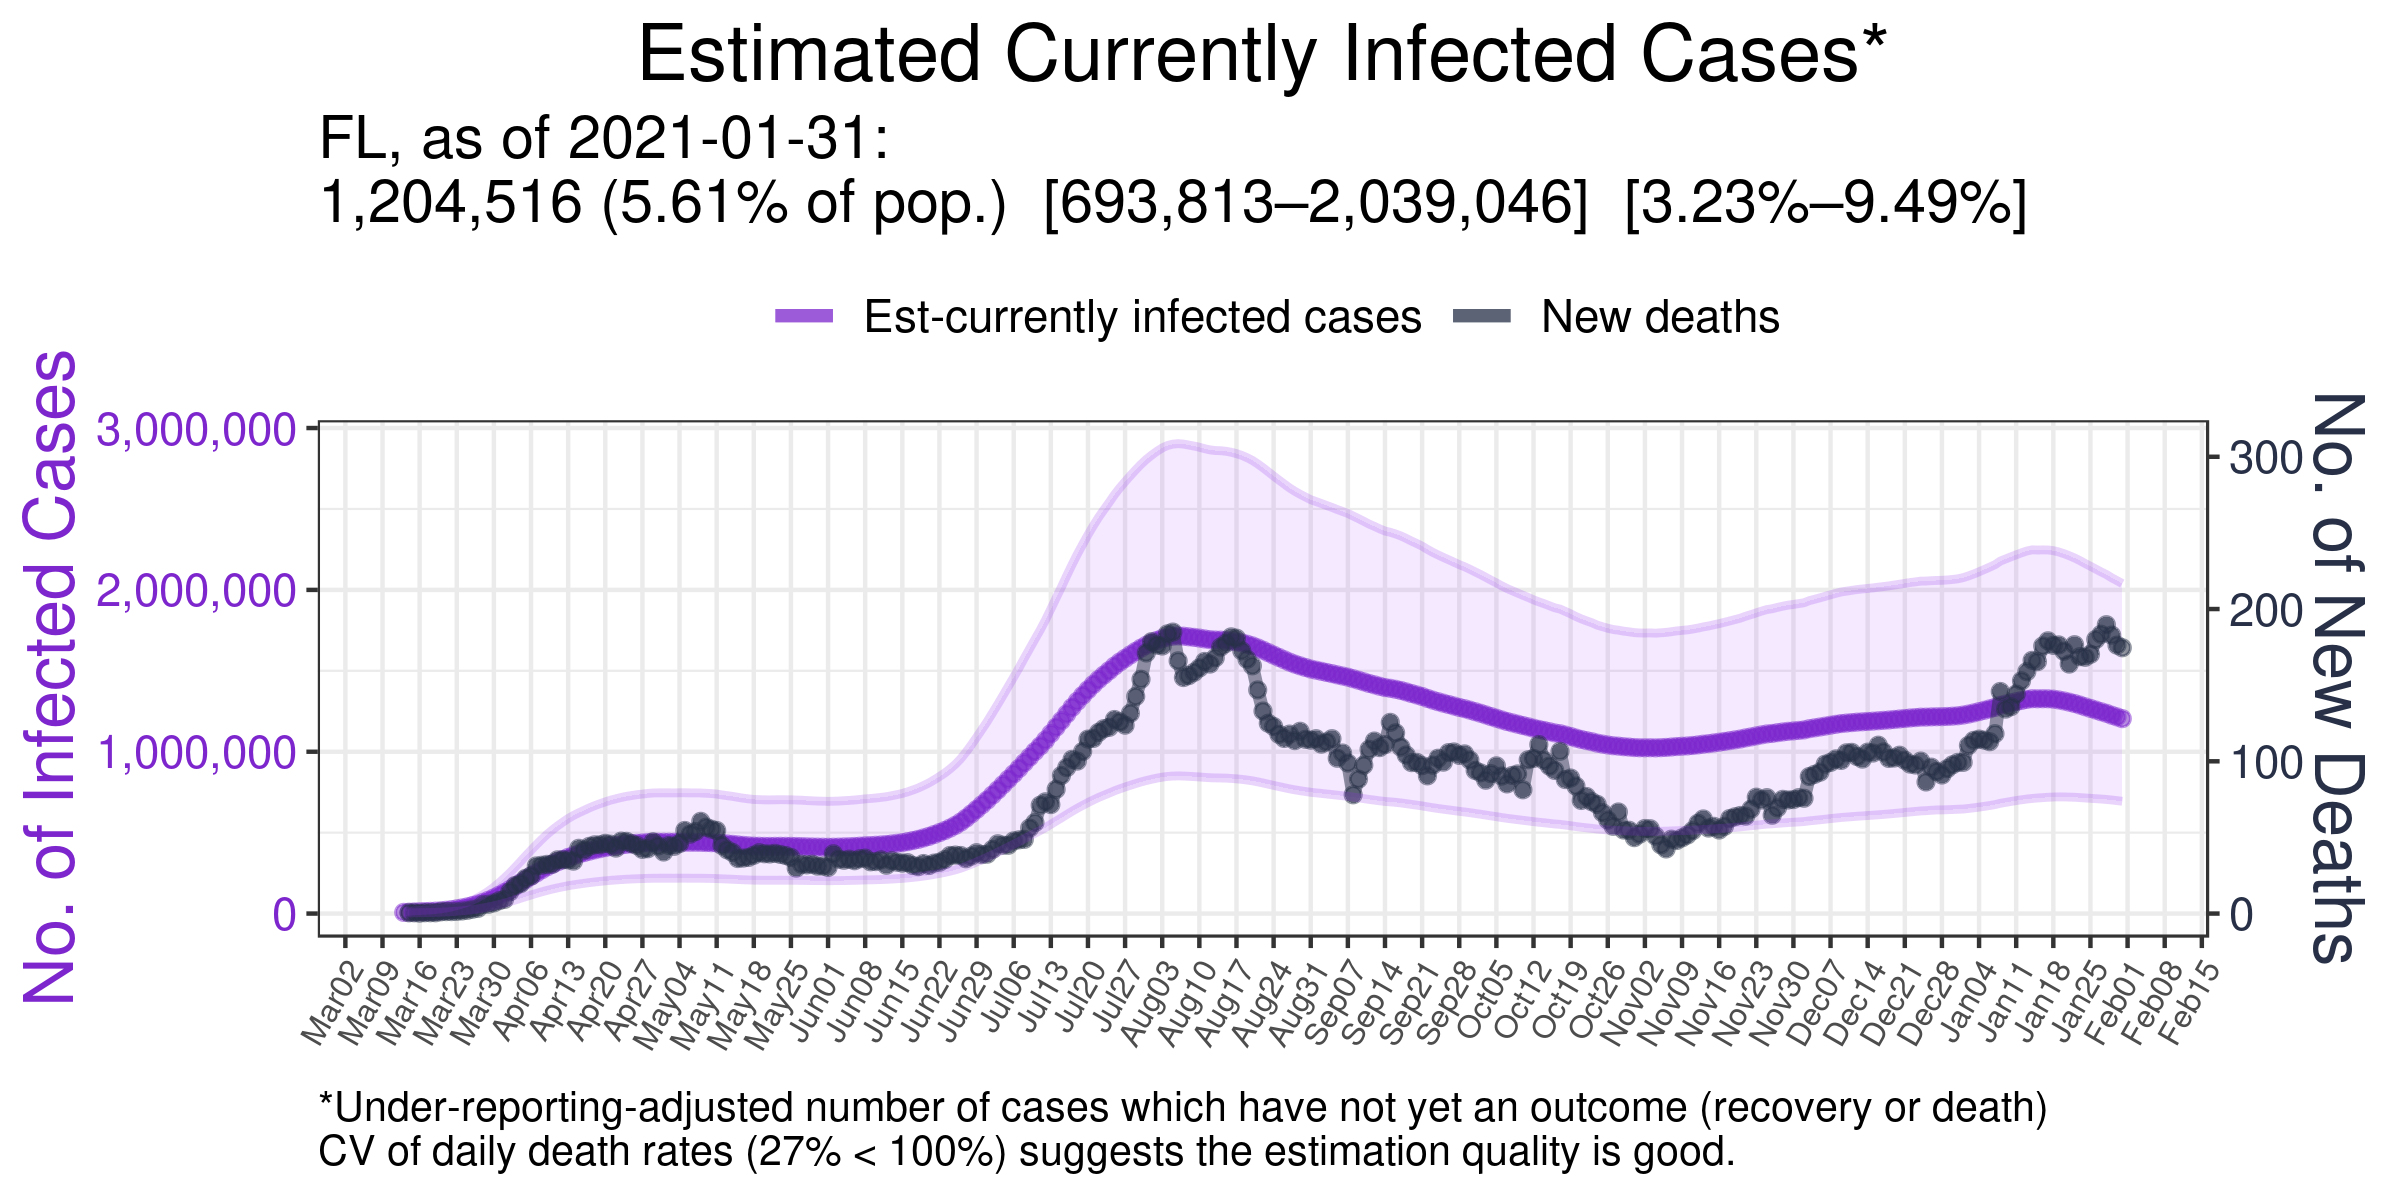 Estimated Currently Infected Cases*
FL, as of 2021-01-31:
1,204,516 (5.61% of pop.) [693,813–2,039,046] [3.23%–9.49%]
Est-currently infected cases
New deaths
No. of Infected Cases
3,000,000
2,000,000
1,000,000
0
300
200
100
0
No. of New Deaths
Mar02
Mar09
Mar16
Mar23
Mar30
Apr06
Apr13
Apr20
Apr27
May04
May11
May18
May25
Jun01
Jun08
Jun15
Jun22
Jun29
Jul06
Jul13
Jul20
Jul27
Aug03
Aug10
Aug17
Aug24
Aug31
Sep07
Sep14
Sep21
Sep28
Oct05
Oct12
Oct19
Oct26
Nov02
Nov09
Nov16
Nov23
Nov30
Dec07
Dec14
Dec21
Dec28
Jan04
Jan11
Jan18
Jan25
Feb01
Feb08
Feb15
*Under-reporting-adjusted number of cases which have not yet an outcome (recovery or death)
CV of daily death rates (27% < 100%) suggests the estimation quality is good.